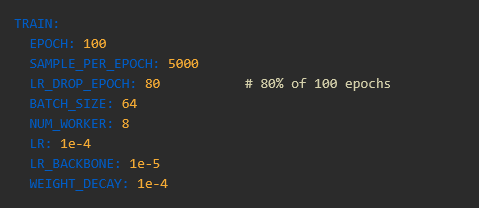 TRAIN:
EPOCH: 100
SAMPLE_PER_EPOCH: 5000
LR_DROP_EPOCH: 80 # 80% of 100 epochs
BATCH_SIZE: 64
NUM_WORKER: 8
LR: 1e-4
LR_BACKBONE: 1e-5
WEIGHT_DECAY: 1e-4